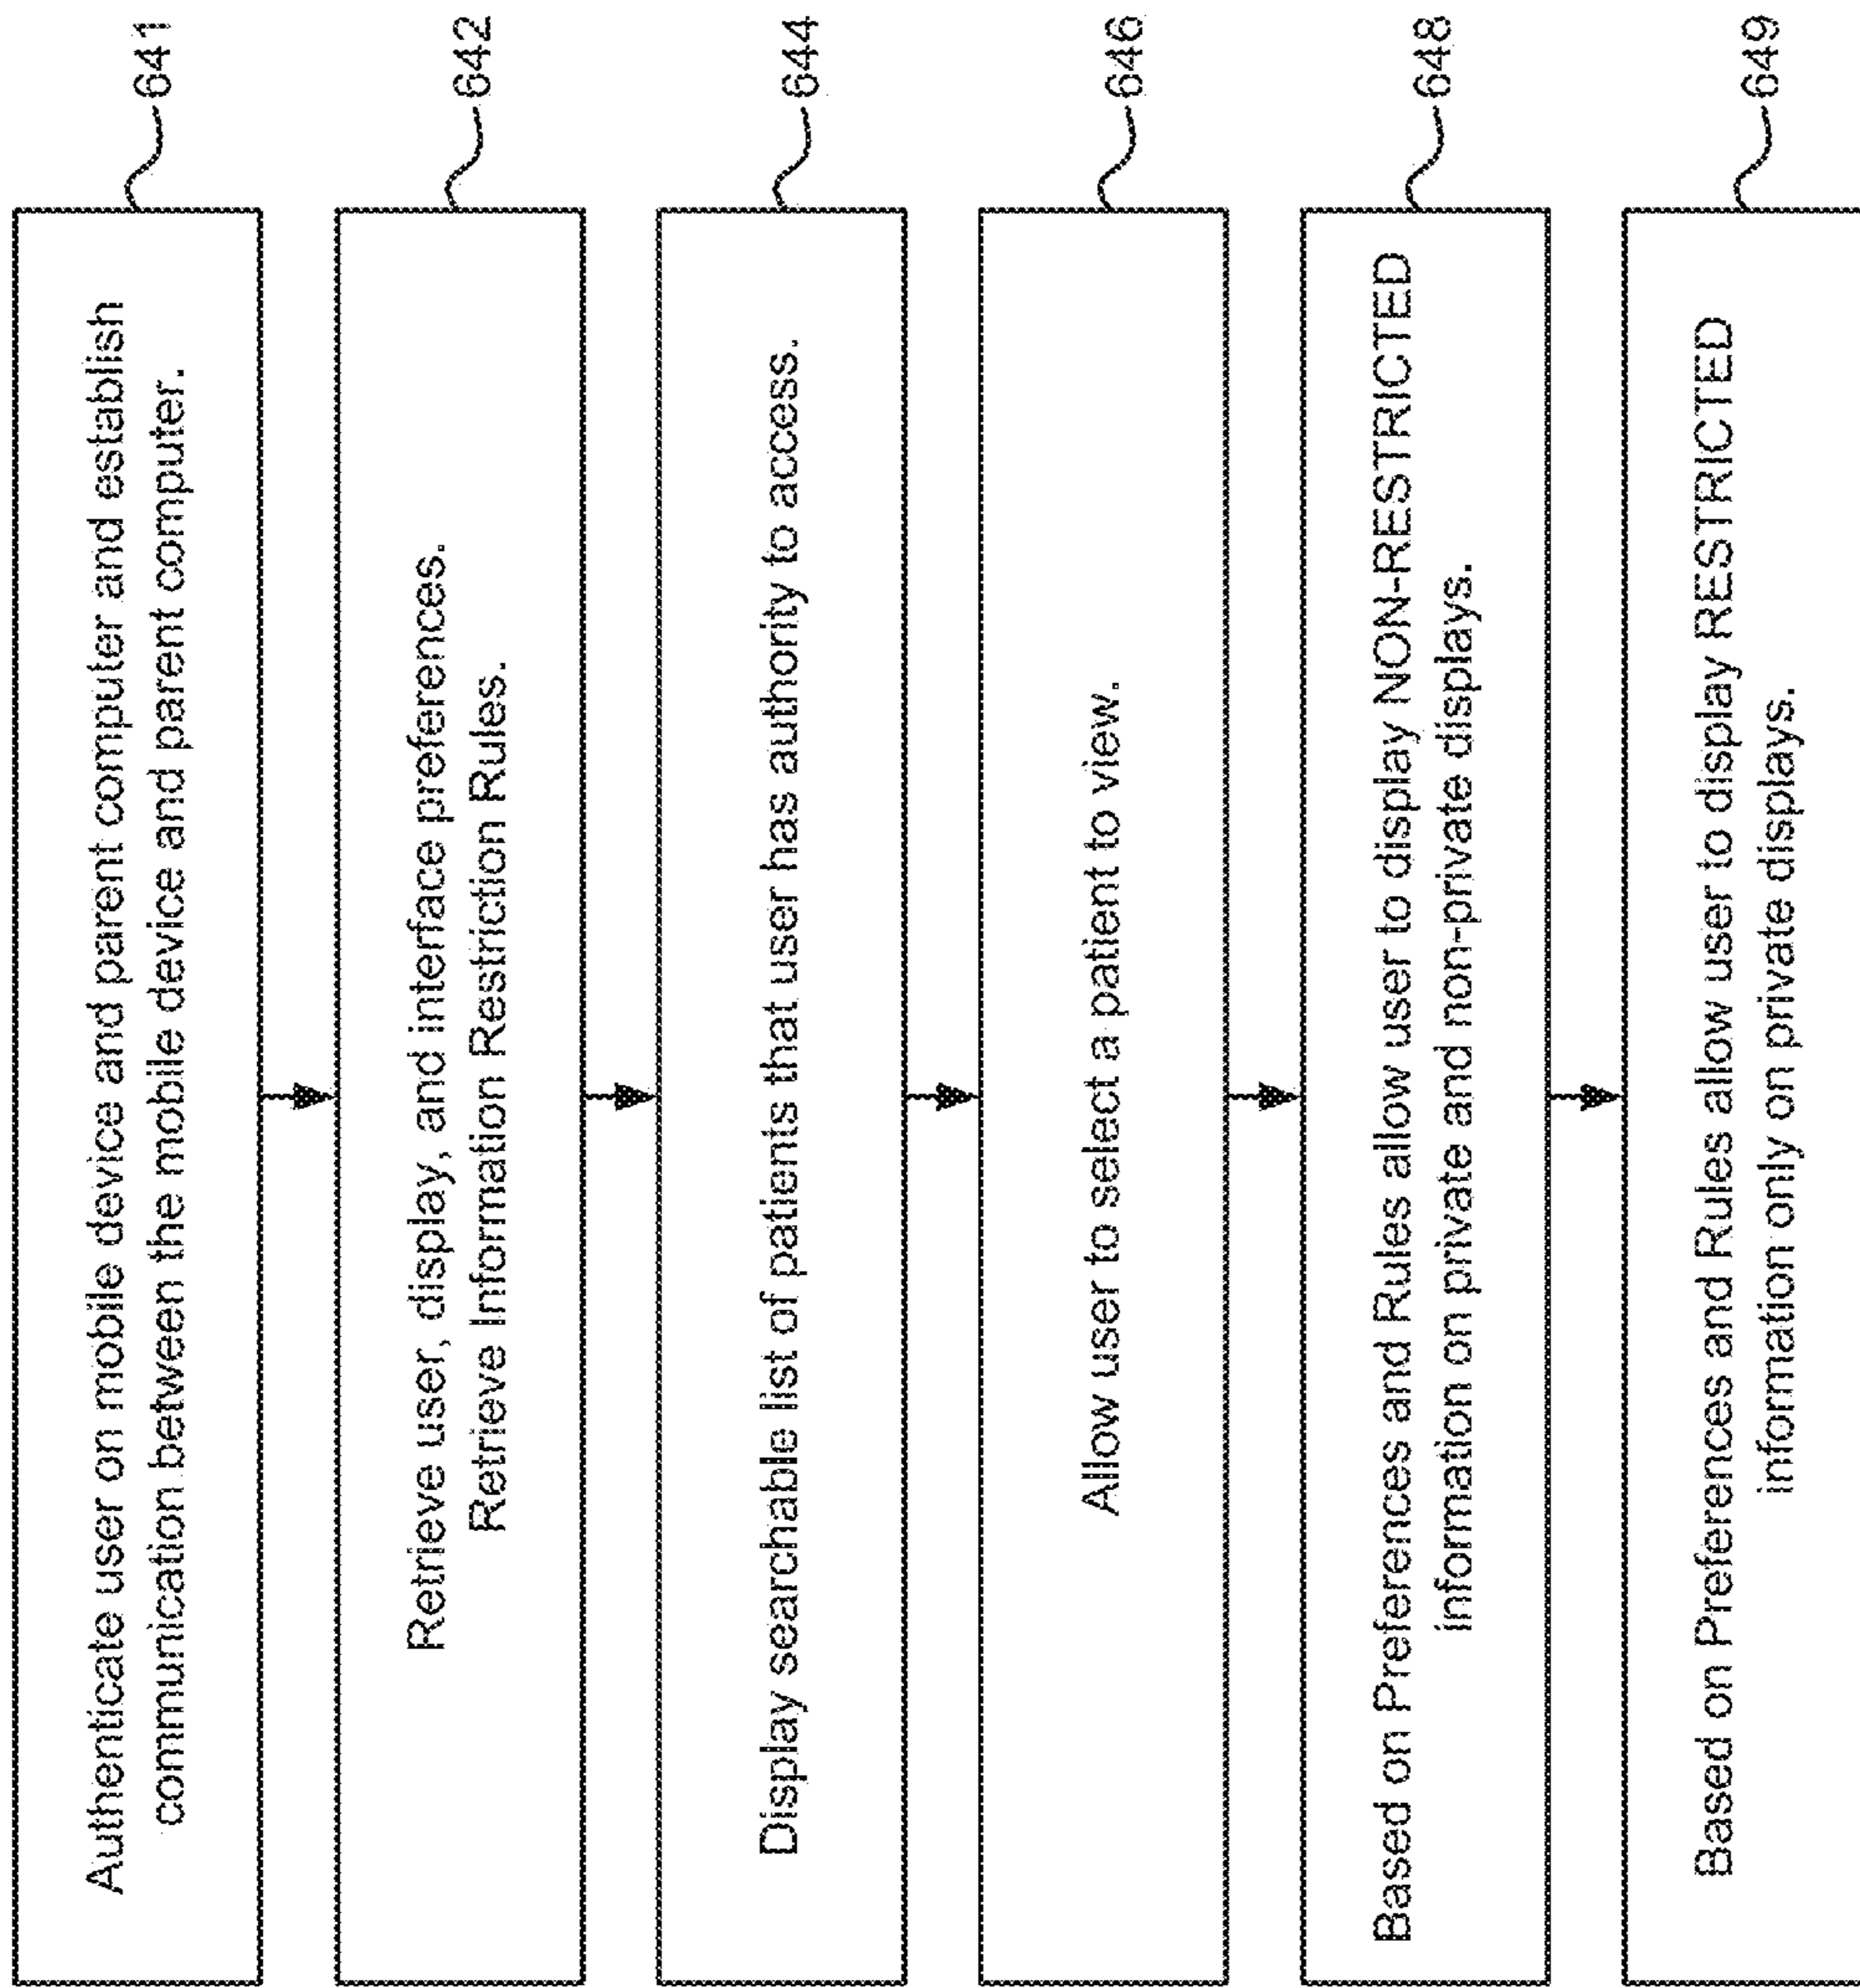 Authenticate user on mobile device and parent computer and establish
communication between the mobile device and parent computer.
641
Retrieve user, display, and interface preferences.
Retrieve Information Restriction Rules.
642
Display searchable list of patients that user has authority to access.
644
Allow user to select a patient to view.
646
Based on Preferences and Rules allow user to display NON-RESTRICTED
information on private and non-private displays.
648
Based on Preferences and Rules allow user to display RESTRICTED
information only on private displays.
649